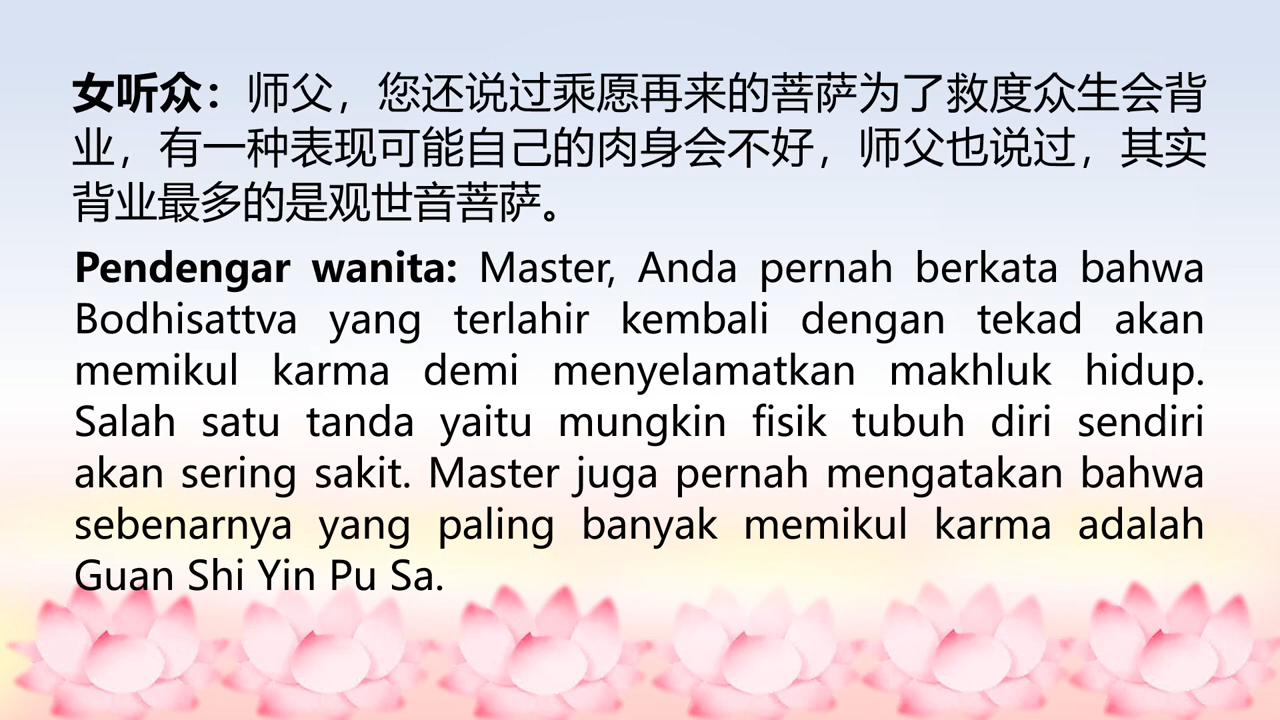 女听众：师父，您还说过乘愿再来的菩萨为了救度众生会背
业，有一种表现可能自己的肉身会不好，师父也说过，其实
背业最多的是观世音菩萨。
Pendengar wanita: Master, Anda pernah berkata bahwa
Bodhisattva yang terlahir kembali dengan tekad akan
memikul karma demi menyelamatkan makhluk hidup.
Salah satu tanda yaitu mungkin fisik tubuh diri sendiri
akan sering sakit. Master juga pernah mengatakan bahwa
sebenarnya yang paling banyak memikul karma adalah
Guan Shi Yin Pu Sa.